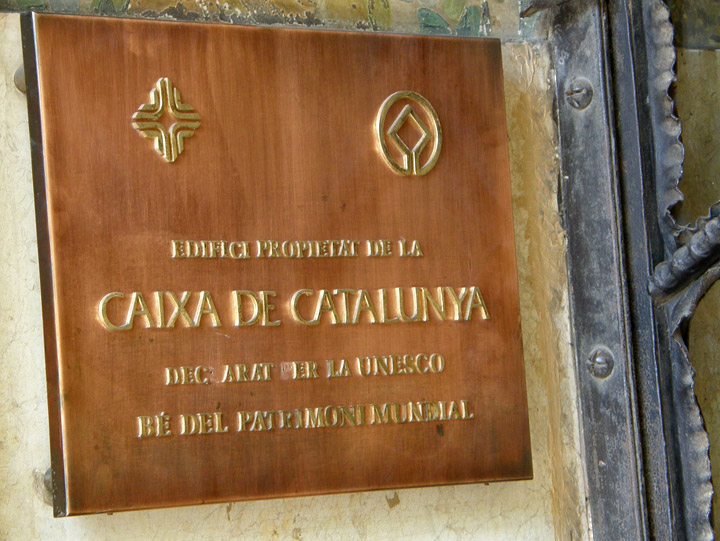 EDIFICI PROPIETAT DE LA
CAIXA DE CATALUNYA
DECLARAT PER LA UNESCO
BÉ DEL PATRIMONI MUNDIAL